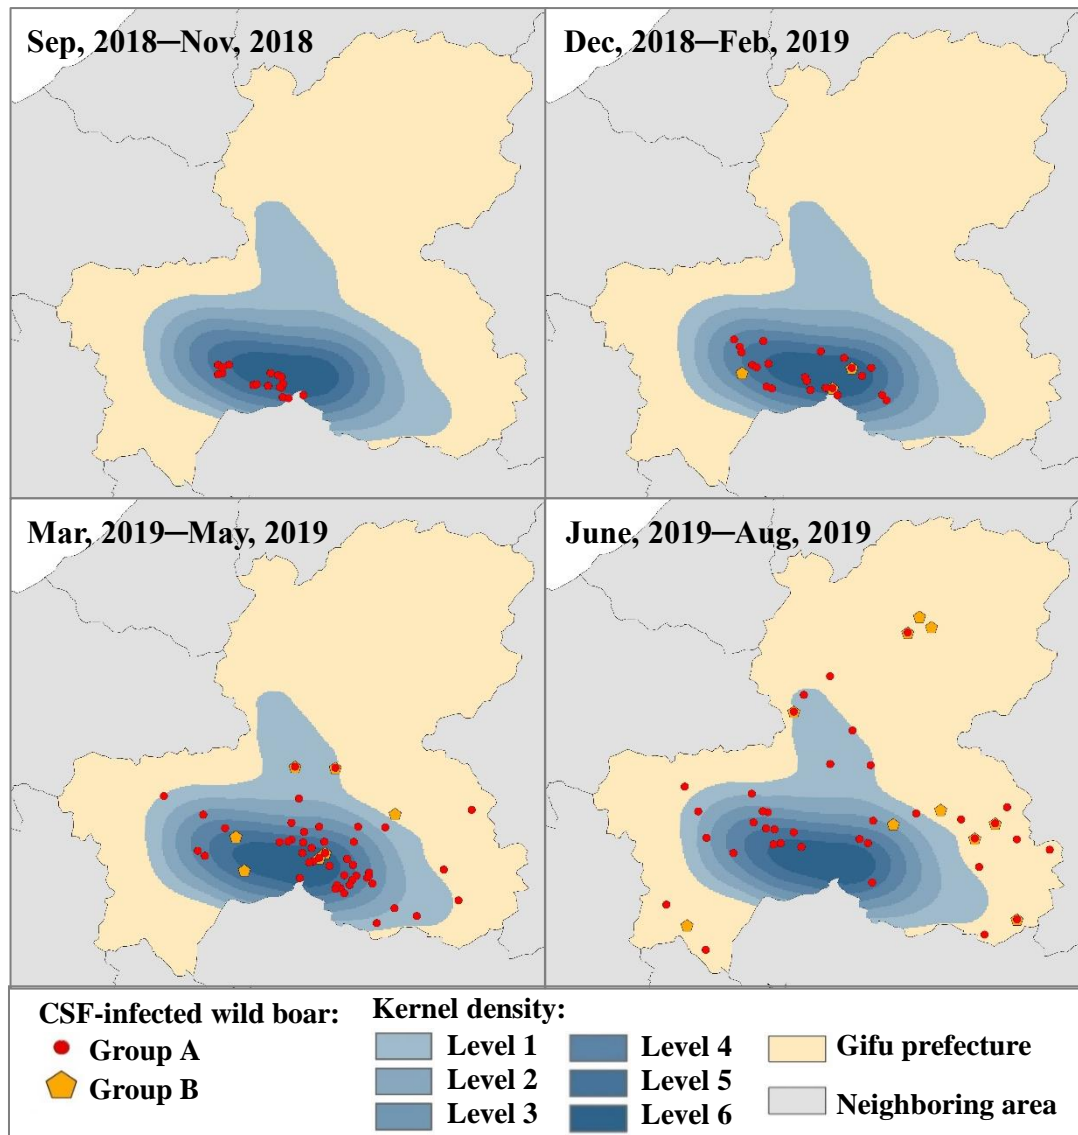 Sep, 2018—Nov, 2018
Dec, 2018—Feb, 2019
Mar, 2019—May, 2019
June, 2019—Aug, 2019
CSF-infected wild boar:
Group A
Group B
Kernel density:
Level 1
Level 2
Level 3
Level 4
Level 5
Level 6
Gifu prefecture
Neighboring area